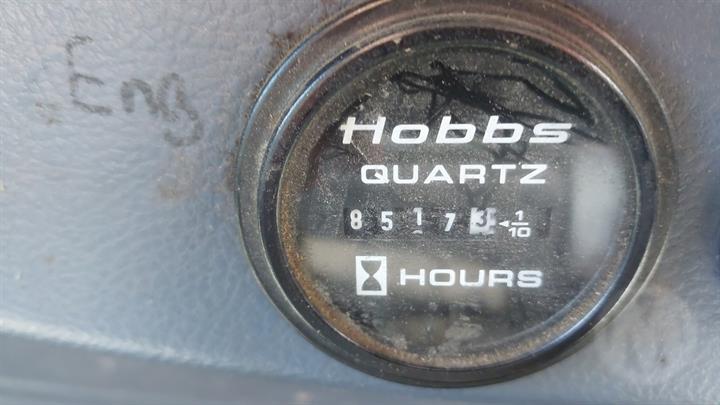 Eng
Hobbs
QUARTZ
8 5 1 7 3 ◄ 1/10
HOURS